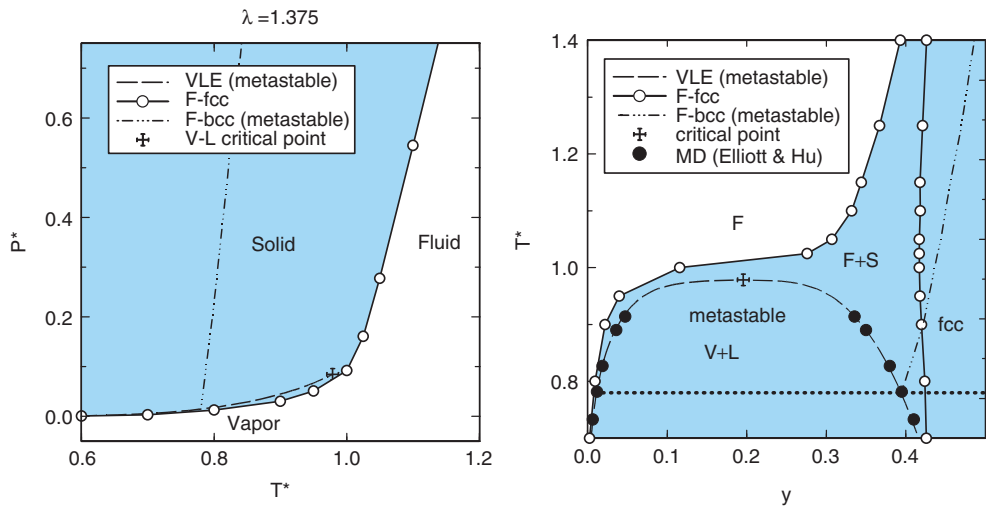 λ =1.375
VLE (metastable)
F-fcc
F-bcc (metastable)
V-L critical point
Solid
Fluid
Vapor
P*
0.6
0.4
0.2
0.0
0.6 0.8 1.0 1.2
T*
VLE (metastable)
F-fcc
F-bcc (metastable)
critical point
MD (Elliott & Hu)
F
F+S
metastable
fcc
V+L
T*
1.4
1.2
1.0
0.8
0.0 0.1 0.2 0.3 0.4
y